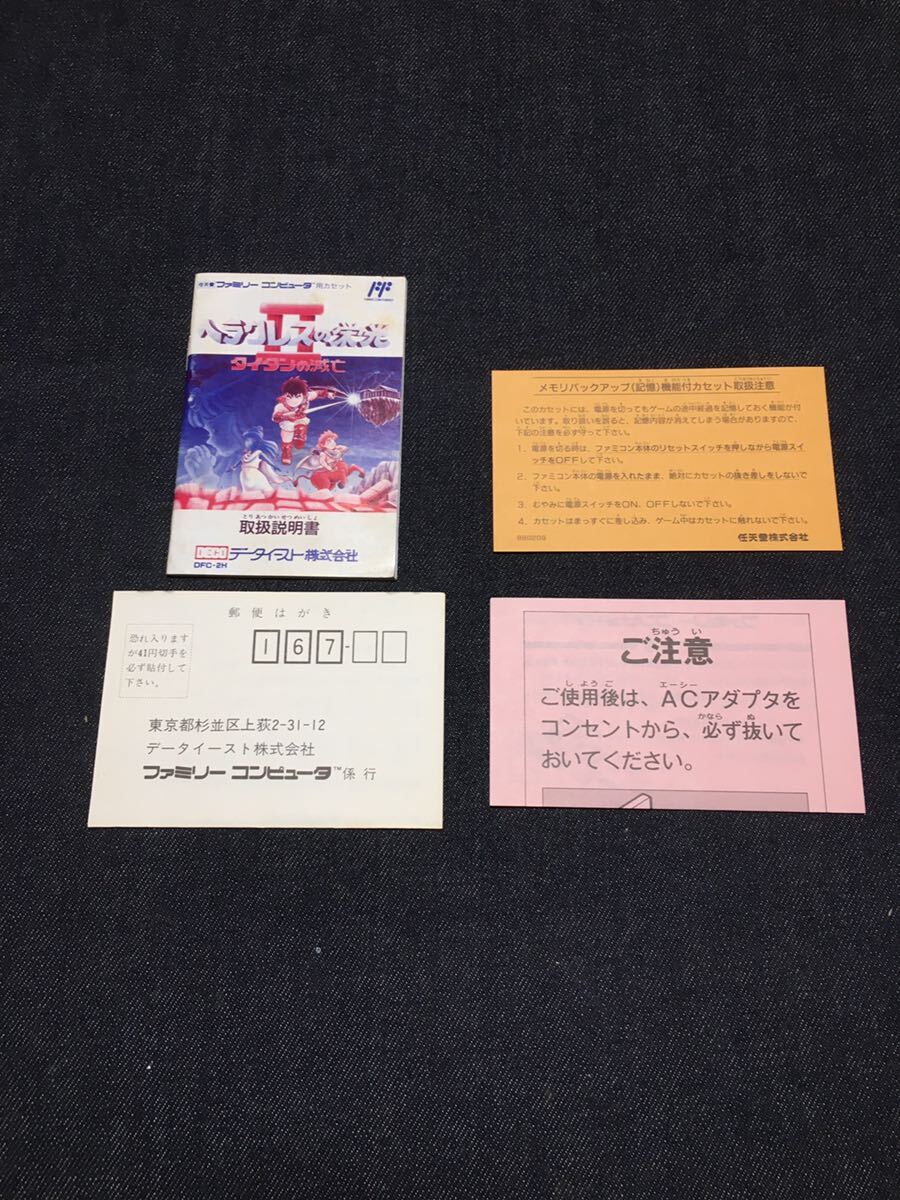 任天堂 ファミリー コンピュータ™用カセット
FF
FAMILY COMPUTER
ヘラクレスの栄光
II
タイタンの滅亡
とりあつかいせつめいしょ
取扱説明書
DECO データイースト株式会社
DFC-2H
メモリバックアップ(記憶)機能付カセット取扱注意
このカセットには、電源を切ってもゲームの途中経過を記憶しておく機能が付
いています。取り扱いを誤ると、記憶内容が消えてしまう場合がありますので、
下記の注意を必ず守って下さい。
1. 電源を切る時は、ファミコン本体のリセットスイッチを押しながら電源スイ
ッチをOFFして下さい。
2. ファミコン本体の電源を入れたまま、絶対にカセットの抜き差しをしないで
下さい。
3. むやみに電源スイッチをON、OFFしないで下さい。
4. カセットはまっすぐに差し込み、ゲーム中はカセットに触れないで下さい。
880209
任天堂株式会社
郵便はがき
恐れ入ります
が41円切手を
必ず貼付して
下さい。
167-
東京都杉並区上荻2-31-12
データイースト株式会社
ファミリー コンピュータ™係 行
ちゅうい
ご注意
しようご エーシー
ご使用後は、ACアダプタを
かなら ぬ
コンセントから、必ず抜いて
おいてください。